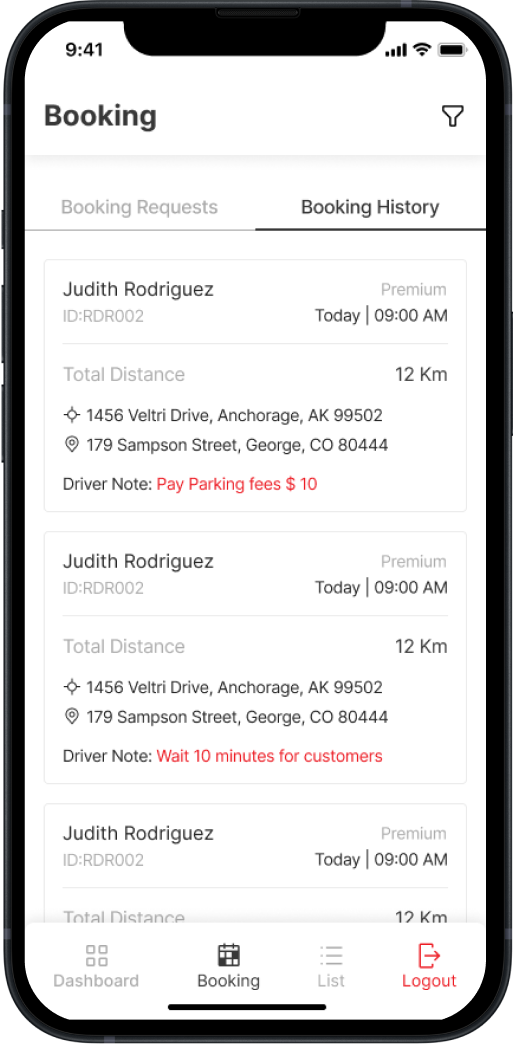 9:41
Booking
Booking Requests Booking History
Judith Rodriguez Premium
ID:RDR002 Today | 09:00 AM
Total Distance 12 Km
1456 Veltri Drive, Anchorage, AK 99502
179 Sampson Street, George, CO 80444
Driver Note: Pay Parking fees $ 10
Judith Rodriguez Premium
ID:RDR002 Today | 09:00 AM
Total Distance 12 Km
1456 Veltri Drive, Anchorage, AK 99502
179 Sampson Street, George, CO 80444
Driver Note: Wait 10 minutes for customers
Judith Rodriguez Premium
ID:RDR002 Today | 09:00 AM
Total Distance 12 Km
Dashboard Booking List Logout